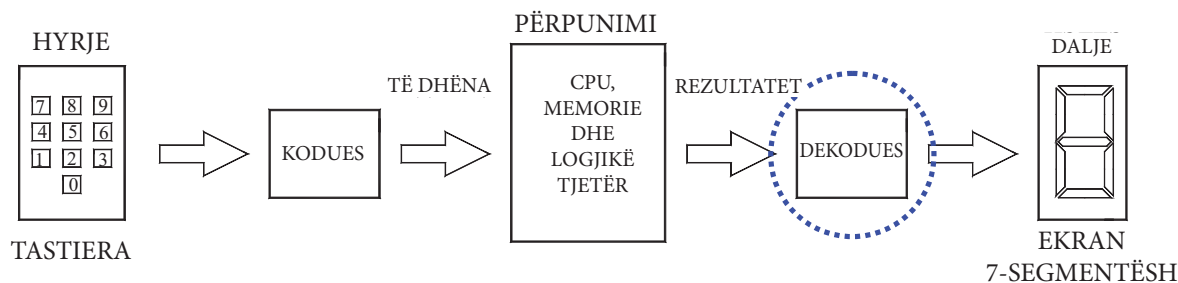 HYRJE
7 8 9
4 5 6
1 2 3
0
TASTIERA
KODUES
TË DHËNA
PËRPUNIMI
CPU,
MEMORIE
DHE
LOGJIKË
TJETËR
REZULTATET
DEKODUES
DALJE
EKRAN
7-SEGMENTËSH